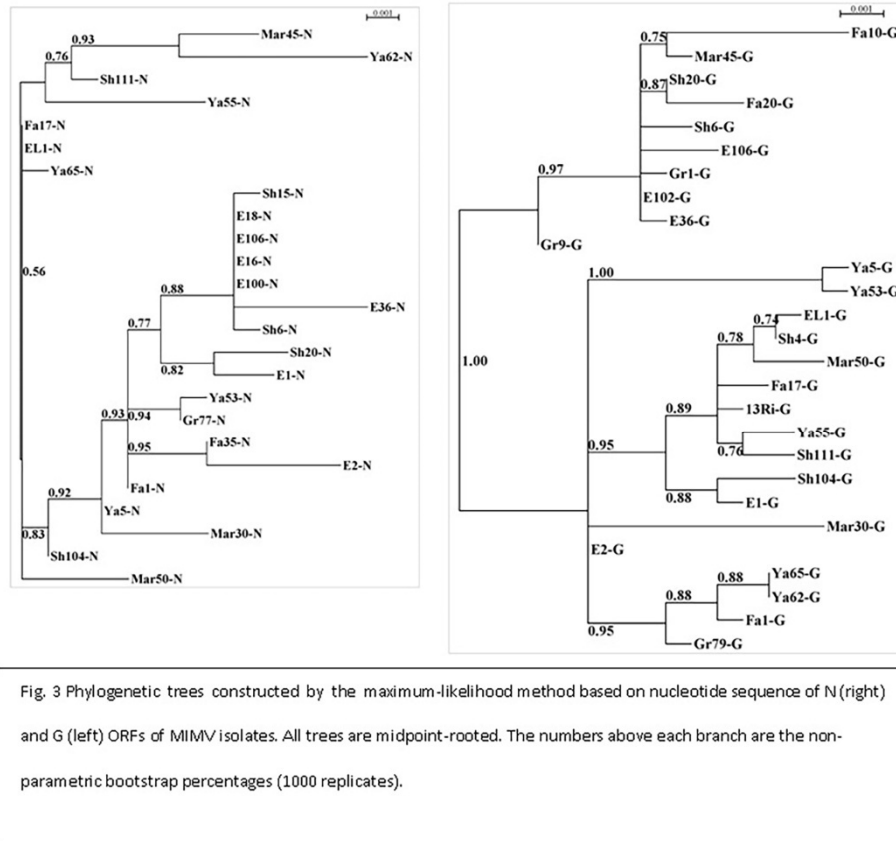 0.001
Mar45-N
0.93
Ya62-N
0.76
Sh111-N
Ya55-N
Fa17-N
EL1-N
Ya65-N
Sh15-N
E18-N
E106-N
E16-N
0.56
E100-N
0.88
E36-N
0.77
Sh6-N
Sh20-N
0.82
E1-N
Ya53-N
0.93 0.94
Gr77-N
Fa35-N
0.95
E2-N
Fa1-N
0.92
Ya5-N
0.83
Mar30-N
Sh104-N
Mar50-N
0.001
Fa10-G
0.75
Mar45-G
0.87 Sh20-G
Fa20-G
Sh6-G
E106-G
0.97
Gr1-G
E102-G
E36-G
Gr9-G
1.00
Ya5-G
Ya53-G
0.74 EL1-G
0.78
Sh4-G
1.00
Mar50-G
Fa17-G
0.89
13Ri-G
Ya55-G
0.95
0.76
Sh111-G
Sh104-G
0.88
E1-G
Mar30-G
E2-G
0.88
Ya65-G
0.88
Ya62-G
Fa1-G
0.95
Gr79-G
Fig. 3 Phylogenetic trees constructed by the maximum-likelihood method based on nucleotide sequence of N (right)
and G (left) ORFs of MIMV isolates. All trees are midpoint-rooted. The numbers above each branch are the non-
parametric bootstrap percentages (1000 replicates).